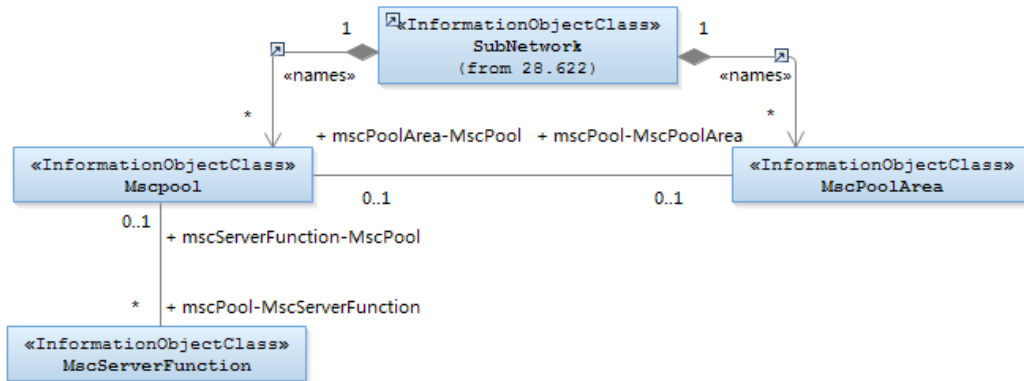 «InformationObjectClass»
SubNetwork
(from 28.622)
1
1
«names»
«names»
*
*
+ mscPoolArea-MscPool
+ mscPool-MscPoolArea
«InformationObjectClass»
Mscpool
«InformationObjectClass»
MscPoolArea
0..1
0..1
0..1
+ mscServerFunction-MscPool
*
+ mscPool-MscServerFunction
«InformationObjectClass»
MscServerFunction